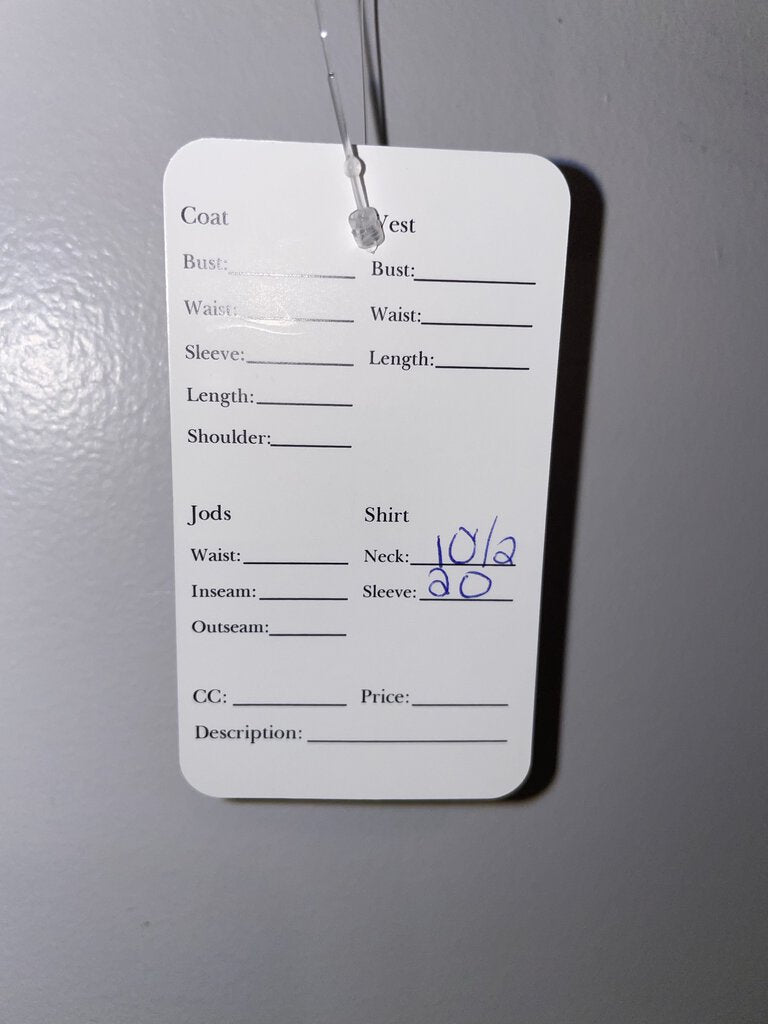 Coat
Bust:
Waist:
Sleeve:
Length:
Shoulder:
Vest
Bust:
Waist:
Length:
Jods
Waist:
Inseam:
Outseam:
Shirt
Neck: 10/2
Sleeve: 20
CC:
Price:
Description: